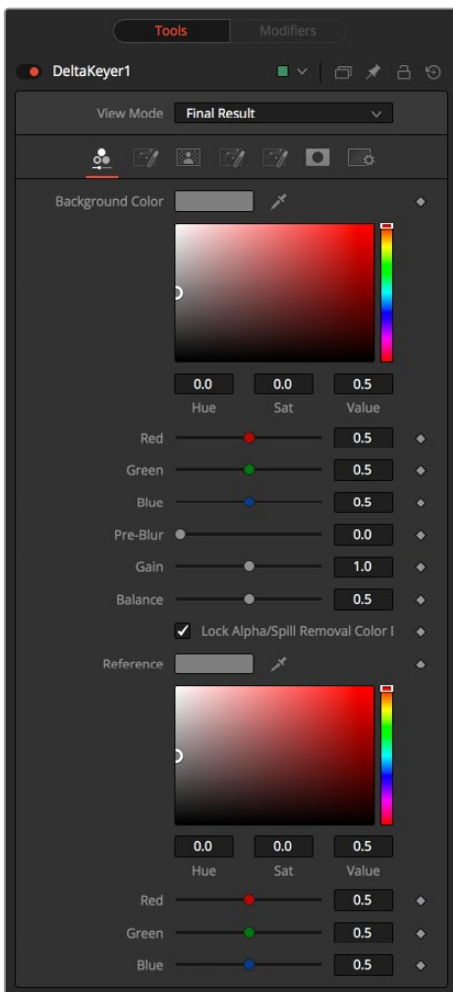 Tools Modifiers
DeltaKeyer1
View Mode Final Result
Background Color
0.0 0.0 0.5
Hue Sat Value
Red 0.5
Green 0.5
Blue 0.5
Pre-Blur 0.0
Gain 1.0
Balance 0.5
Lock Alpha/Spill Removal Color
Reference
0.0 0.0 0.5
Hue Sat Value
Red 0.5
Green 0.5
Blue 0.5